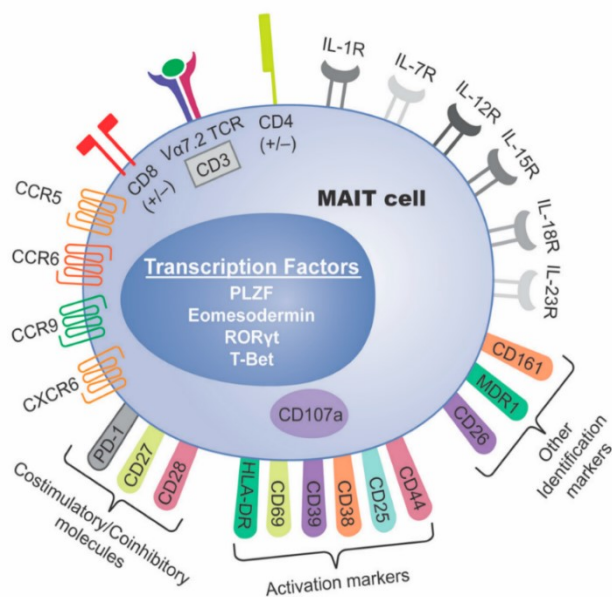 IL-1R
IL-7R
IL-12R
IL-15R
IL-18R
IL-23R
CD4
(+/–)
Vα7.2 TCR
CD3
CD8
(+/–)
CCR5
CCR6
CCR9
CXCR6
MAIT cell
Transcription Factors
PLZF
Eomesodermin
RORγt
T-Bet
CD107a
CD161
MDR1
CD26
Other
Identification
markers
PD-1
CD27
CD28
Costimulatory/Coinhibitory
molecules
HLA-DR
CD69
CD39
CD38
CD25
CD44
Activation markers